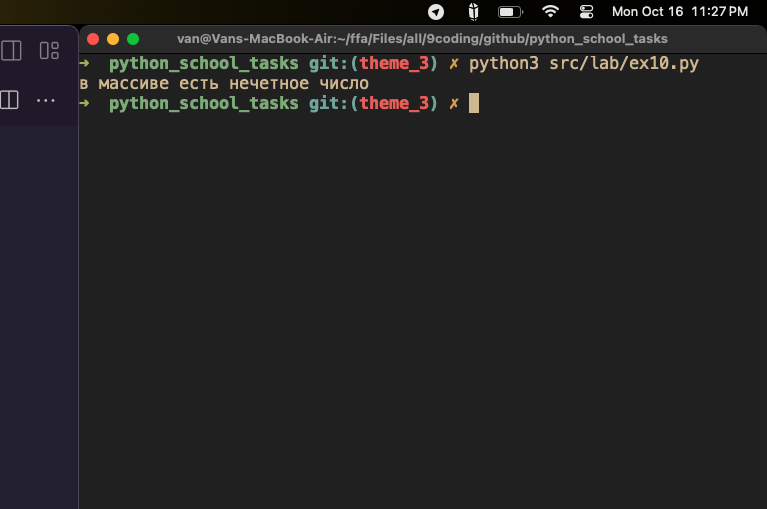 Mon Oct 16 11:27 PM
van@Vans-MacBook-Air:~/ffa/Files/all/9coding/github/python_school_tasks
➜ python_school_tasks git:(theme_3) ✗ python3 src/lab/ex10.py
в массиве есть нечетное число
➜ python_school_tasks git:(theme_3) ✗